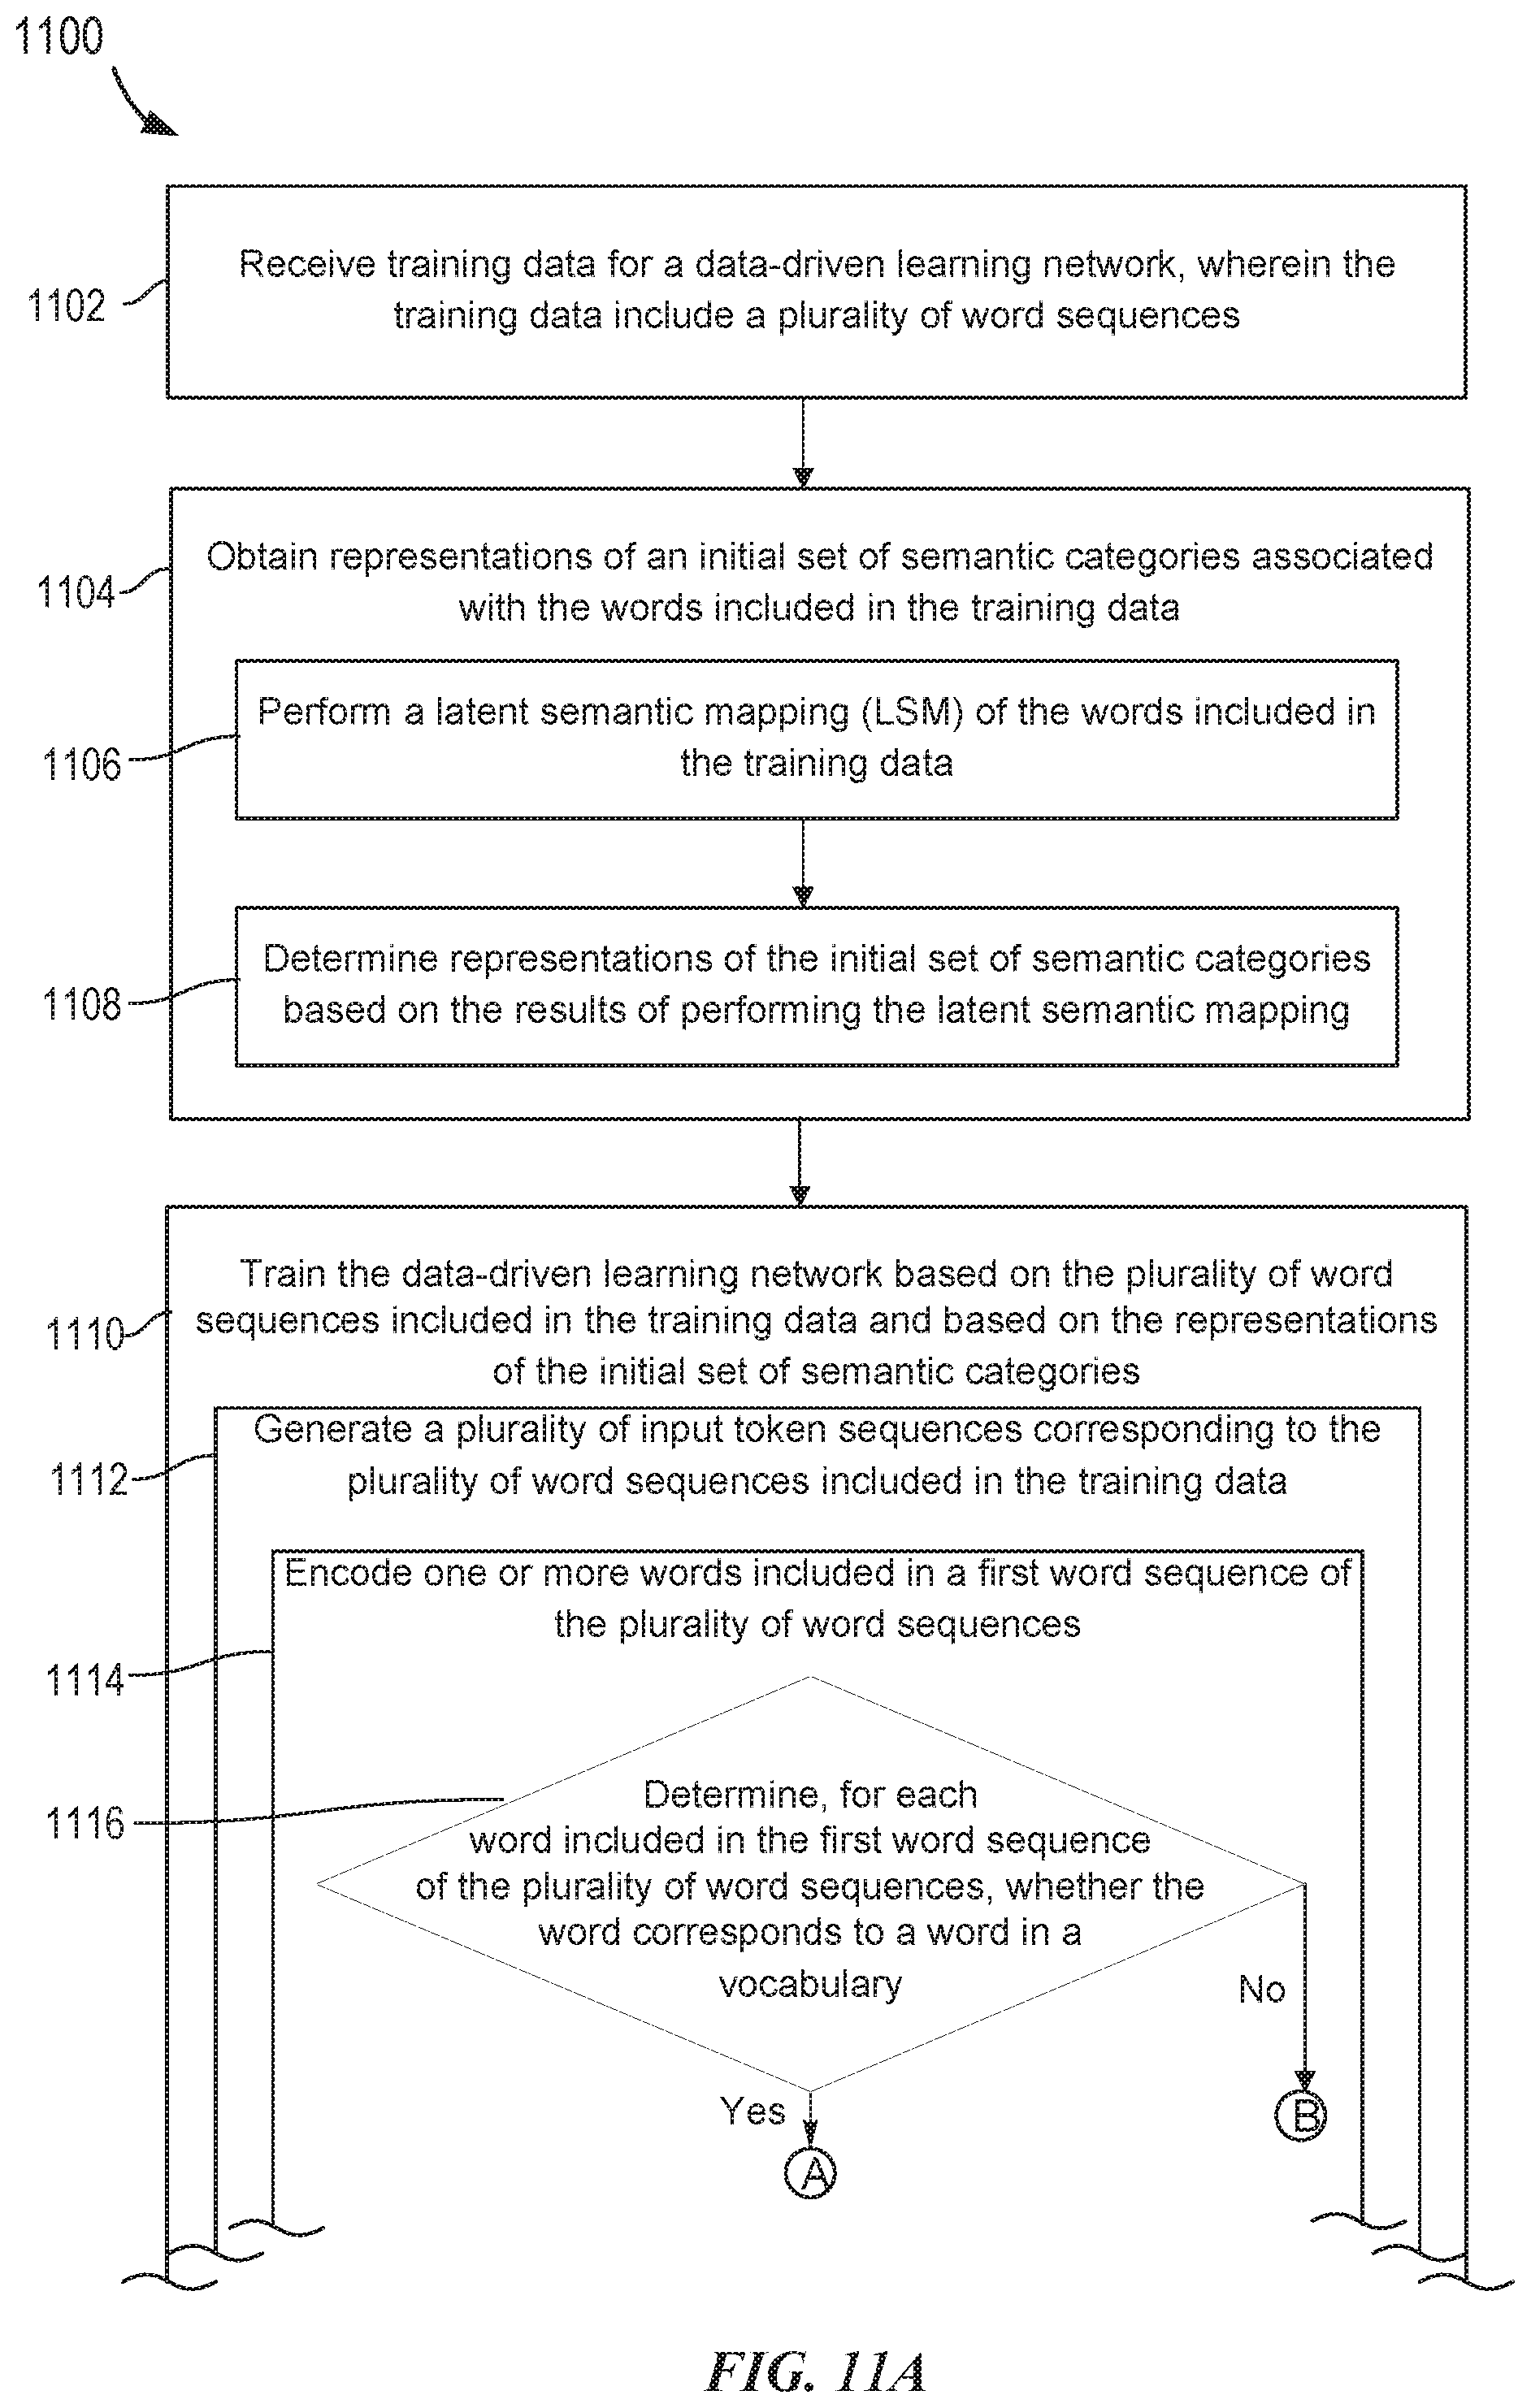 1100
Receive training data for a data-driven learning network, wherein the
training data include a plurality of word sequences
1102
Obtain representations of an initial set of semantic categories associated
with the words included in the training data
1104
Perform a latent semantic mapping (LSM) of the words included in
the training data
1106
Determine representations of the initial set of semantic categories
based on the results of performing the latent semantic mapping
1108
Train the data-driven learning network based on the plurality of word
sequences included in the training data and based on the representations
of the initial set of semantic categories
1110
Generate a plurality of input token sequences corresponding to the
plurality of word sequences included in the training data
1112
Encode one or more words included in a first word sequence of
the plurality of word sequences
1114
Determine, for each
word included in the first word sequence
of the plurality of word sequences, whether the
word corresponds to a word in a
vocabulary
1116
No
Yes
B
A
FIG. 11A